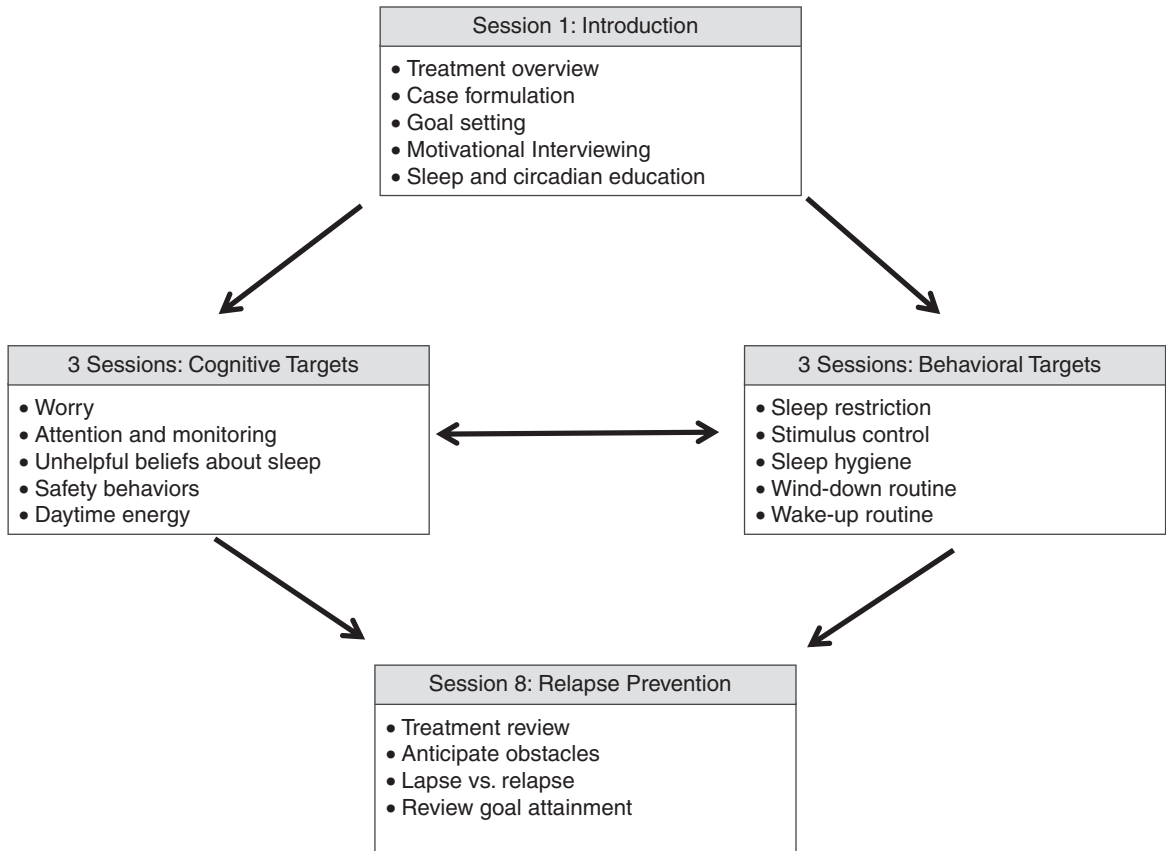 Session 1: Introduction
• Treatment overview
• Case formulation
• Goal setting
• Motivational Interviewing
• Sleep and circadian education
3 Sessions: Cognitive Targets
• Worry
• Attention and monitoring
• Unhelpful beliefs about sleep
• Safety behaviors
• Daytime energy
3 Sessions: Behavioral Targets
• Sleep restriction
• Stimulus control
• Sleep hygiene
• Wind-down routine
• Wake-up routine
Session 8: Relapse Prevention
• Treatment review
• Anticipate obstacles
• Lapse vs. relapse
• Review goal attainment